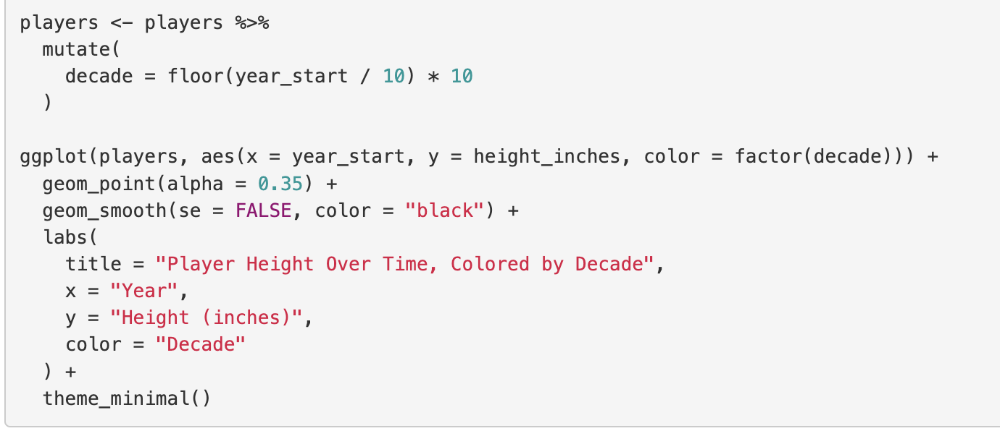 players <- players %>%
  mutate(
    decade = floor(year_start / 10) * 10
  )

ggplot(players, aes(x = year_start, y = height_inches, color = factor(decade))) +
  geom_point(alpha = 0.35) +
  geom_smooth(se = FALSE, color = "black") +
  labs(
    title = "Player Height Over Time, Colored by Decade",
    x = "Year",
    y = "Height (inches)",
    color = "Decade"
  ) +
  theme_minimal()